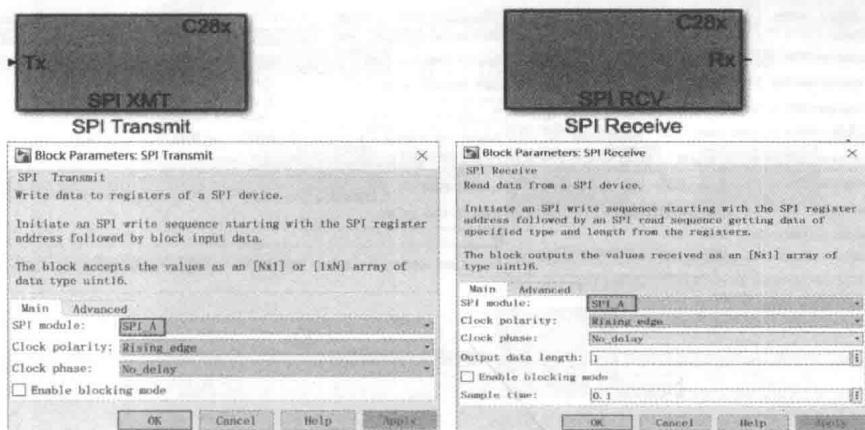 C28x
Tx
SPI XMT
SPI Transmit
Block Parameters: SPI Transmit
SPI Transmit
Write data to registers of a SPI device.
Initiate an SPI write sequence starting with the SPI register
address followed by block input data.
The block accepts the values as an [Nx1] or [1xN] array of
data type uint16.
Main Advanced
SPI module: SPI_A
Clock polarity: Rising_edge
Clock phase: No_delay
Enable blocking mode
OK Cancel Help Apply
C28x
Rx
SPI RCV
SPI Receive
Block Parameters: SPI Receive
SPI Receive
Read data from a SPI device.
Initiate an SPI write sequence starting with the SPI register
address followed by an SPI read sequence getting data of
specified type and length from the registers.
The block outputs the values received as an [Nx1] array of
type uint16.
Main Advanced
SPI module: SPI_A
Clock polarity: Rising_edge
Clock phase: No_delay
Output data length: 1
Enable blocking mode
Sample time: 0.1
OK Cancel Help Apply